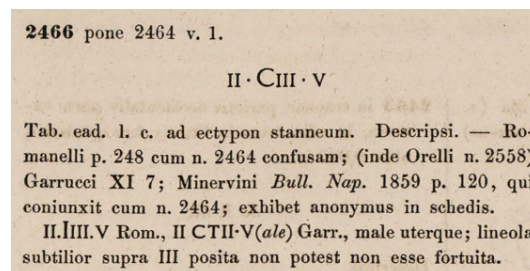 2466 pone 2464 v. 1.
II · CIII · V
Tab. ead. l. c. ad ectypon stanneum. Descripsi. — Ro-
manelli p. 248 cum n. 2464 confusam; (inde Orelli n. 2558)
Garrucci XI 7; Minervini Bull. Nap. 1859 p. 120, qui
coniunxit cum n. 2464; exhibet anonymus in schedis.
II.IIII.V Rom., II CTII·V(ale) Garr., male uterque; lineola
subtilior supra III posita non potest non esse fortuita.